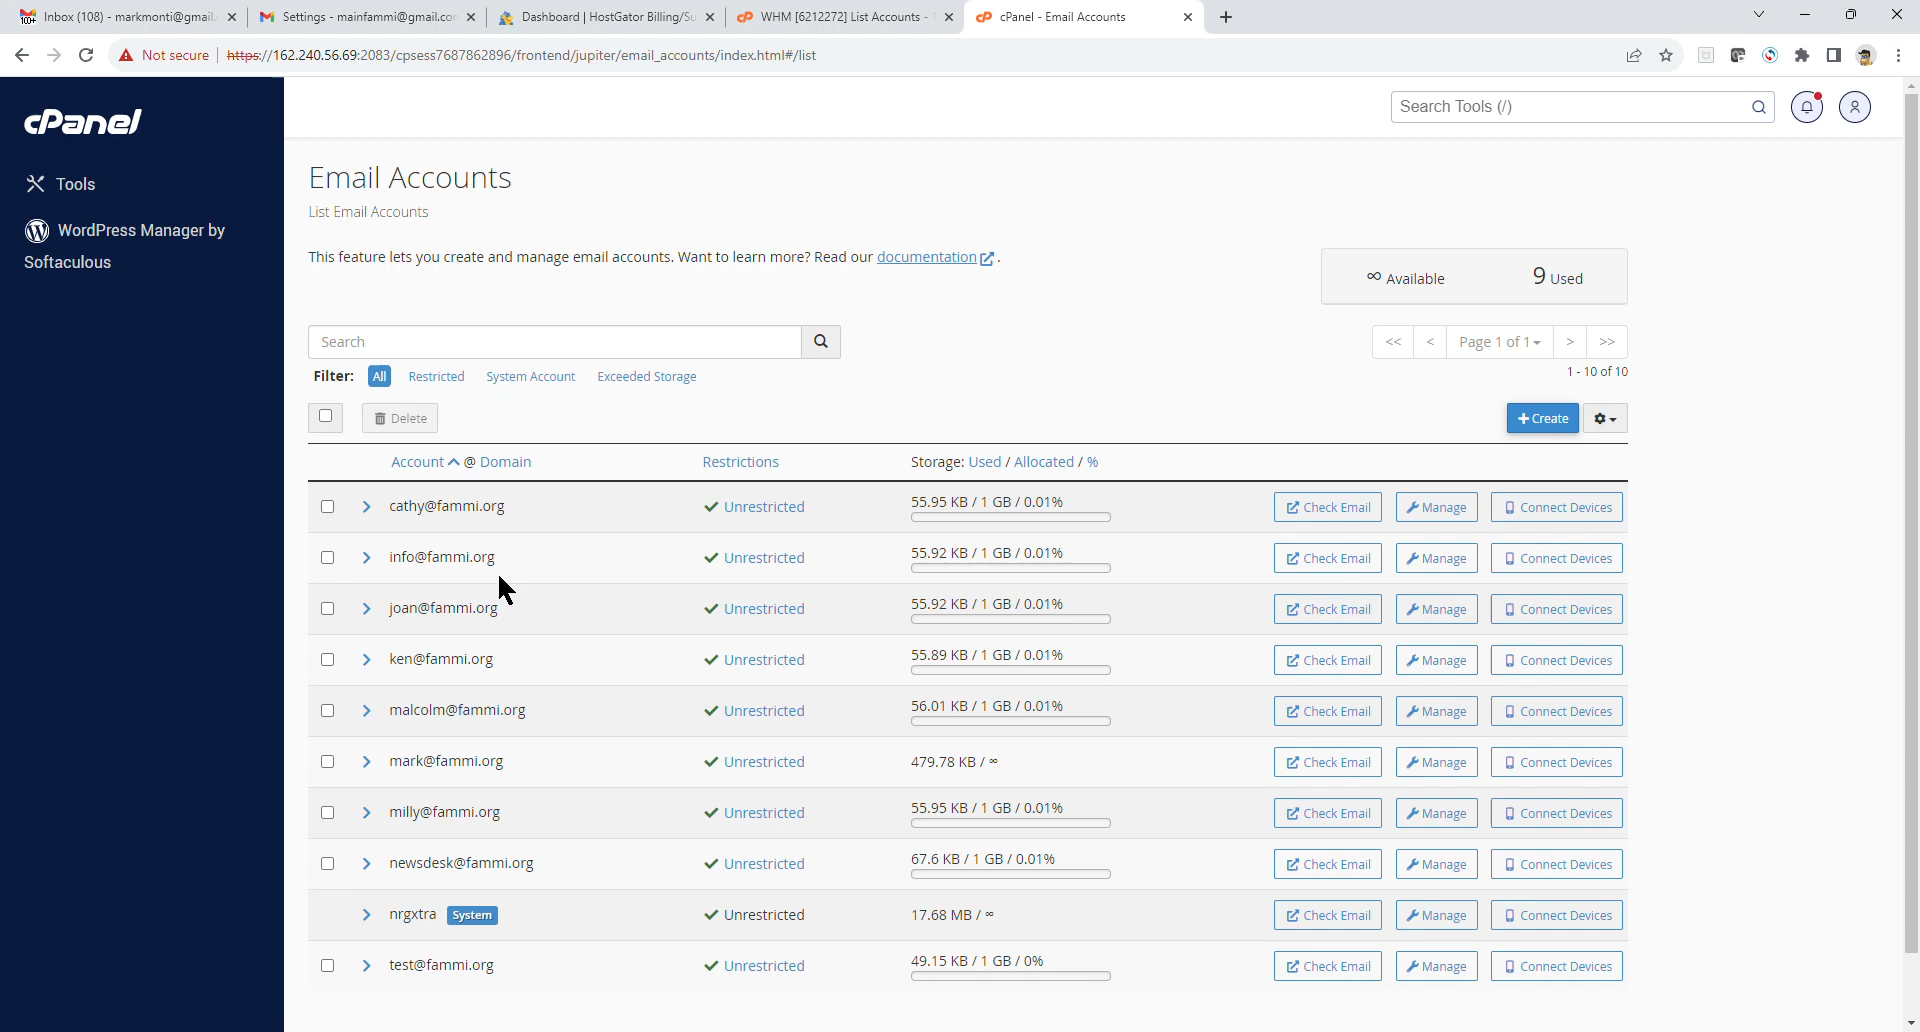 Inbox (108) - markmonti@gmail.
Settings - mainfammi@gmail.con
Dashboard | HostGator Billing/Su
WHM [6212272] List Accounts - 1
cPanel - Email Accounts
Not secure
https://162.240.56.69:2083/cpsess7687862896/frontend/jupiter/email_accounts/index.html#/list
cPanel
Search Tools (/)
Tools
WordPress Manager by
Softaculous
Email Accounts
List Email Accounts
This feature lets you create and manage email accounts. Want to learn more? Read our documentation .
∞ Available 9 Used
Search
<< < Page 1 of 1 > >>
Filter: All Restricted System Account Exceeded Storage
1 - 10 of 10
Delete
+ Create
Account @ Domain Restrictions Storage: Used / Allocated / %
cathy@fammi.org Unrestricted 55.95 KB / 1 GB / 0.01% Check Email Manage Connect Devices
info@fammi.org Unrestricted 55.92 KB / 1 GB / 0.01% Check Email Manage Connect Devices
joan@fammi.org Unrestricted 55.92 KB / 1 GB / 0.01% Check Email Manage Connect Devices
ken@fammi.org Unrestricted 55.89 KB / 1 GB / 0.01% Check Email Manage Connect Devices
malcolm@fammi.org Unrestricted 56.01 KB / 1 GB / 0.01% Check Email Manage Connect Devices
mark@fammi.org Unrestricted 479.78 KB / ∞ Check Email Manage Connect Devices
milly@fammi.org Unrestricted 55.95 KB / 1 GB / 0.01% Check Email Manage Connect Devices
newsdesk@fammi.org Unrestricted 67.6 KB / 1 GB / 0.01% Check Email Manage Connect Devices
nrgxtra System Unrestricted 17.68 MB / ∞ Check Email Manage Connect Devices
test@fammi.org Unrestricted 49.15 KB / 1 GB / 0% Check Email Manage Connect Devices